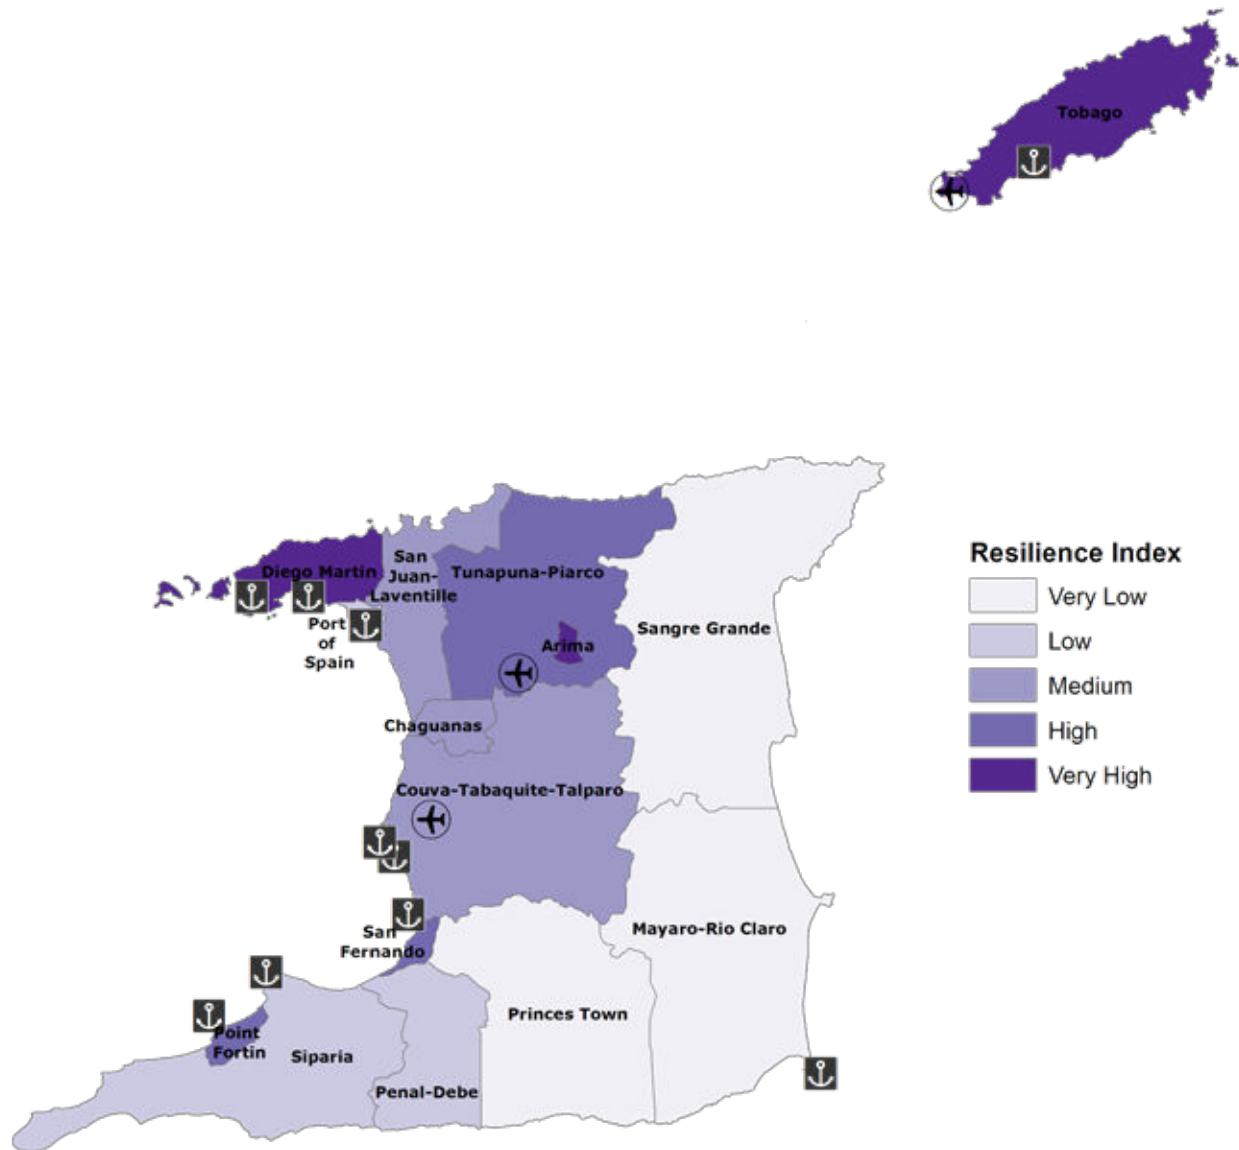 Tobago
Diego Martin
San
Juan-
Laventille
Tunapuna-Piarco
Port
of
Spain
Arima
Sangre Grande
Chaguanas
Couva-Tabaquite-Talparo
San
Fernando
Mayaro-Rio Claro
Princes Town
Point
Fortin
Siparia
Penal-Debe
Resilience Index
Very Low
Low
Medium
High
Very High